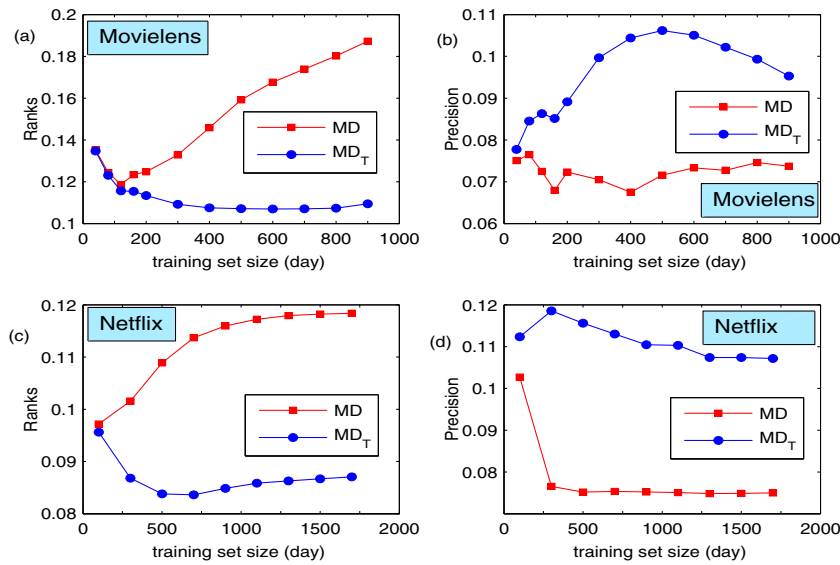 (a)
Movielens
Ranks
0.2
0.18
0.16
0.14
0.12
0.1
MD
MD_T
0 200 400 600 800 1000
training set size (day)
(b)
Precision
0.11
0.1
0.09
0.08
0.07
0.06
MD
MD_T
Movielens
0 200 400 600 800 1000
training set size (day)
(c)
Netflix
Ranks
0.12
0.11
0.1
0.09
0.08
MD
MD_T
0 500 1000 1500 2000
training set size (day)
(d)
Netflix
Precision
0.12
0.11
0.1
0.09
0.08
MD
MD_T
0 500 1000 1500 2000
training set size (day)